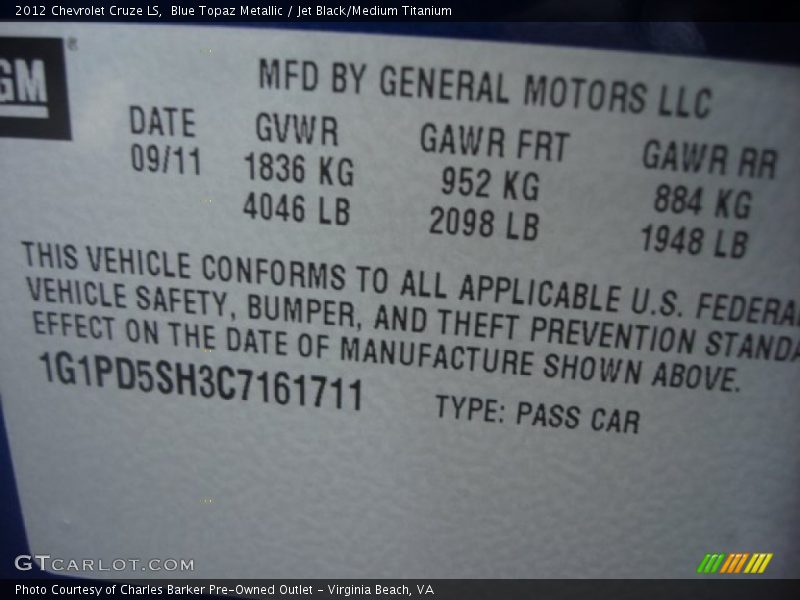 2012 Chevrolet Cruze LS,  Blue Topaz Metallic / Jet Black/Medium Titanium
GM
®
MFD BY GENERAL MOTORS LLC
DATE GVWR GAWR FRT GAWR RR
09/11 1836 KG 952 KG 884 KG
4046 LB 2098 LB 1948 LB
THIS VEHICLE CONFORMS TO ALL APPLICABLE U.S. FEDERA
VEHICLE SAFETY, BUMPER, AND THEFT PREVENTION STANDA
EFFECT ON THE DATE OF MANUFACTURE SHOWN ABOVE.
1G1PD5SH3C7161711 TYPE: PASS CAR
GTCARLOT.COM
Photo Courtesy of Charles Barker Pre-Owned Outlet - Virginia Beach, VA